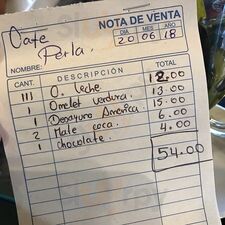 Cafe
Perla.
NOTA DE VENTA
DIA MES AÑO
20 06 18
NOMBRE:
CANT. DESCRIPCIÓN TOTAL
111 O. leche 12.00
1 Omelet verdura. 13.00
1 Desayuno America. 15.00
2 Mate coca. 6.00
1 chocolate. 4.00
54.00